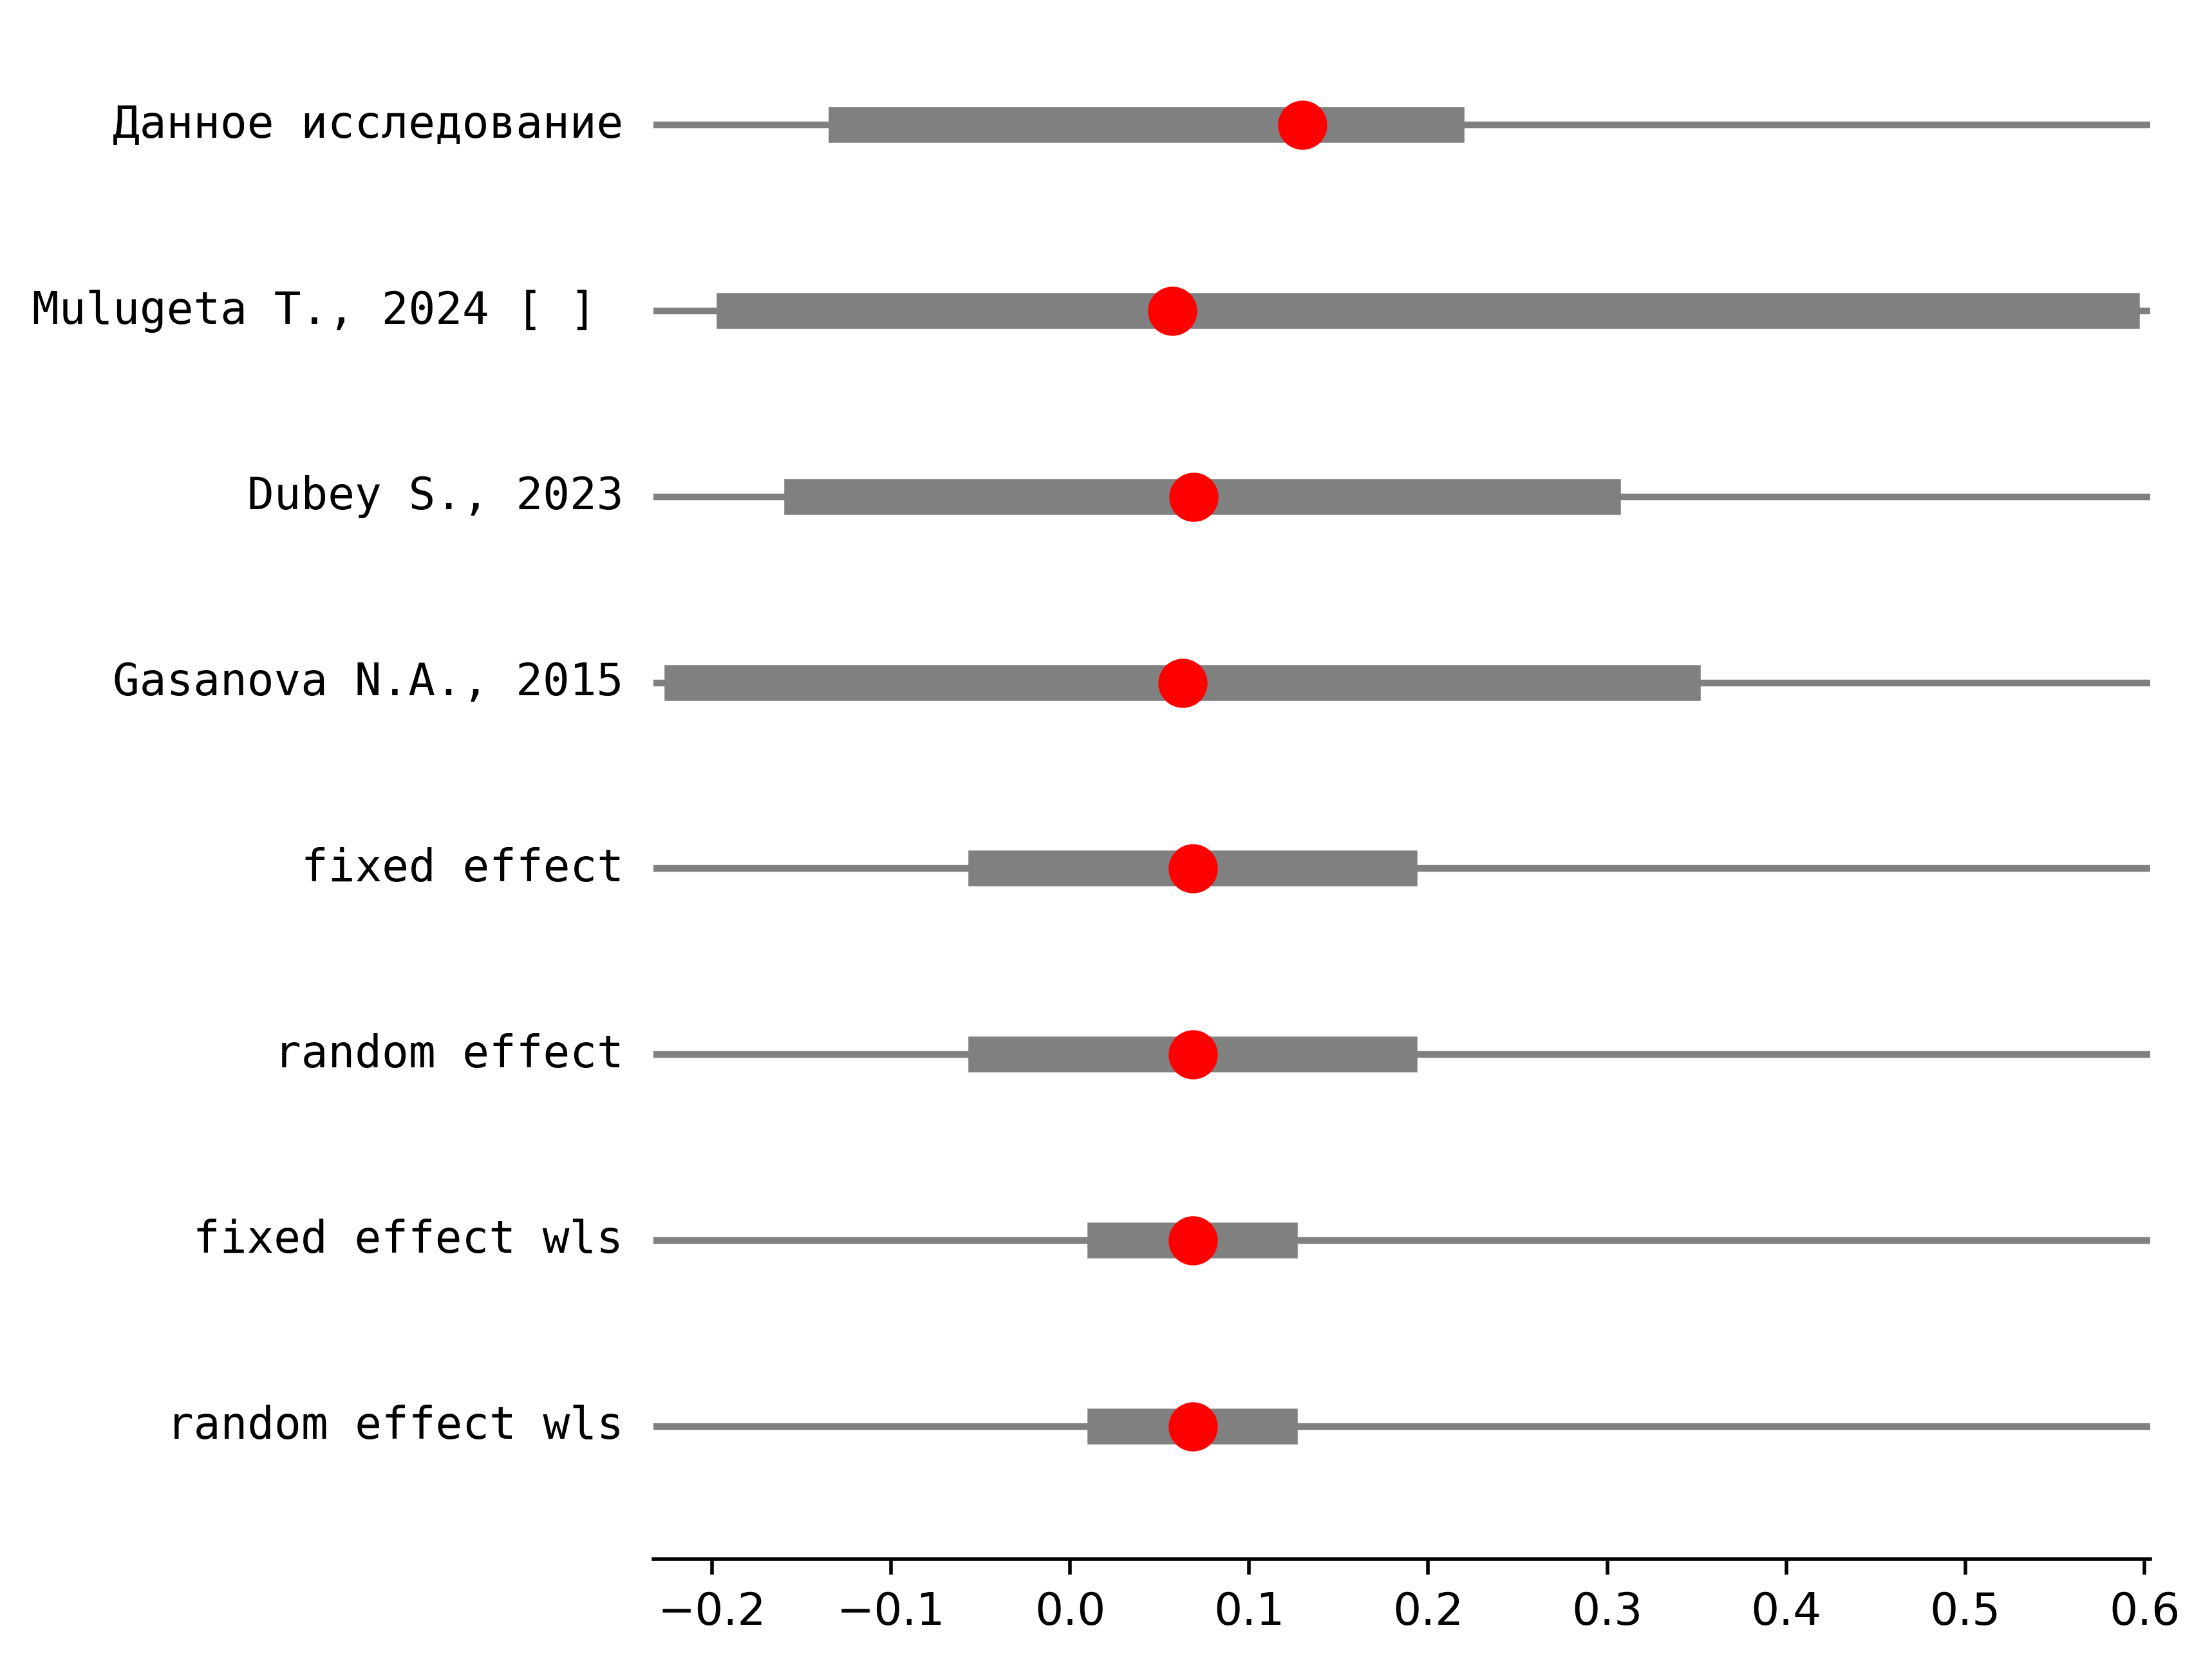 Данное исследование
Mulugeta T., 2024 [ ]
Dubey S., 2023
Gasanova N.A., 2015
fixed effect
random effect
fixed effect wls
random effect wls
−0.2 −0.1 0.0 0.1 0.2 0.3 0.4 0.5 0.6